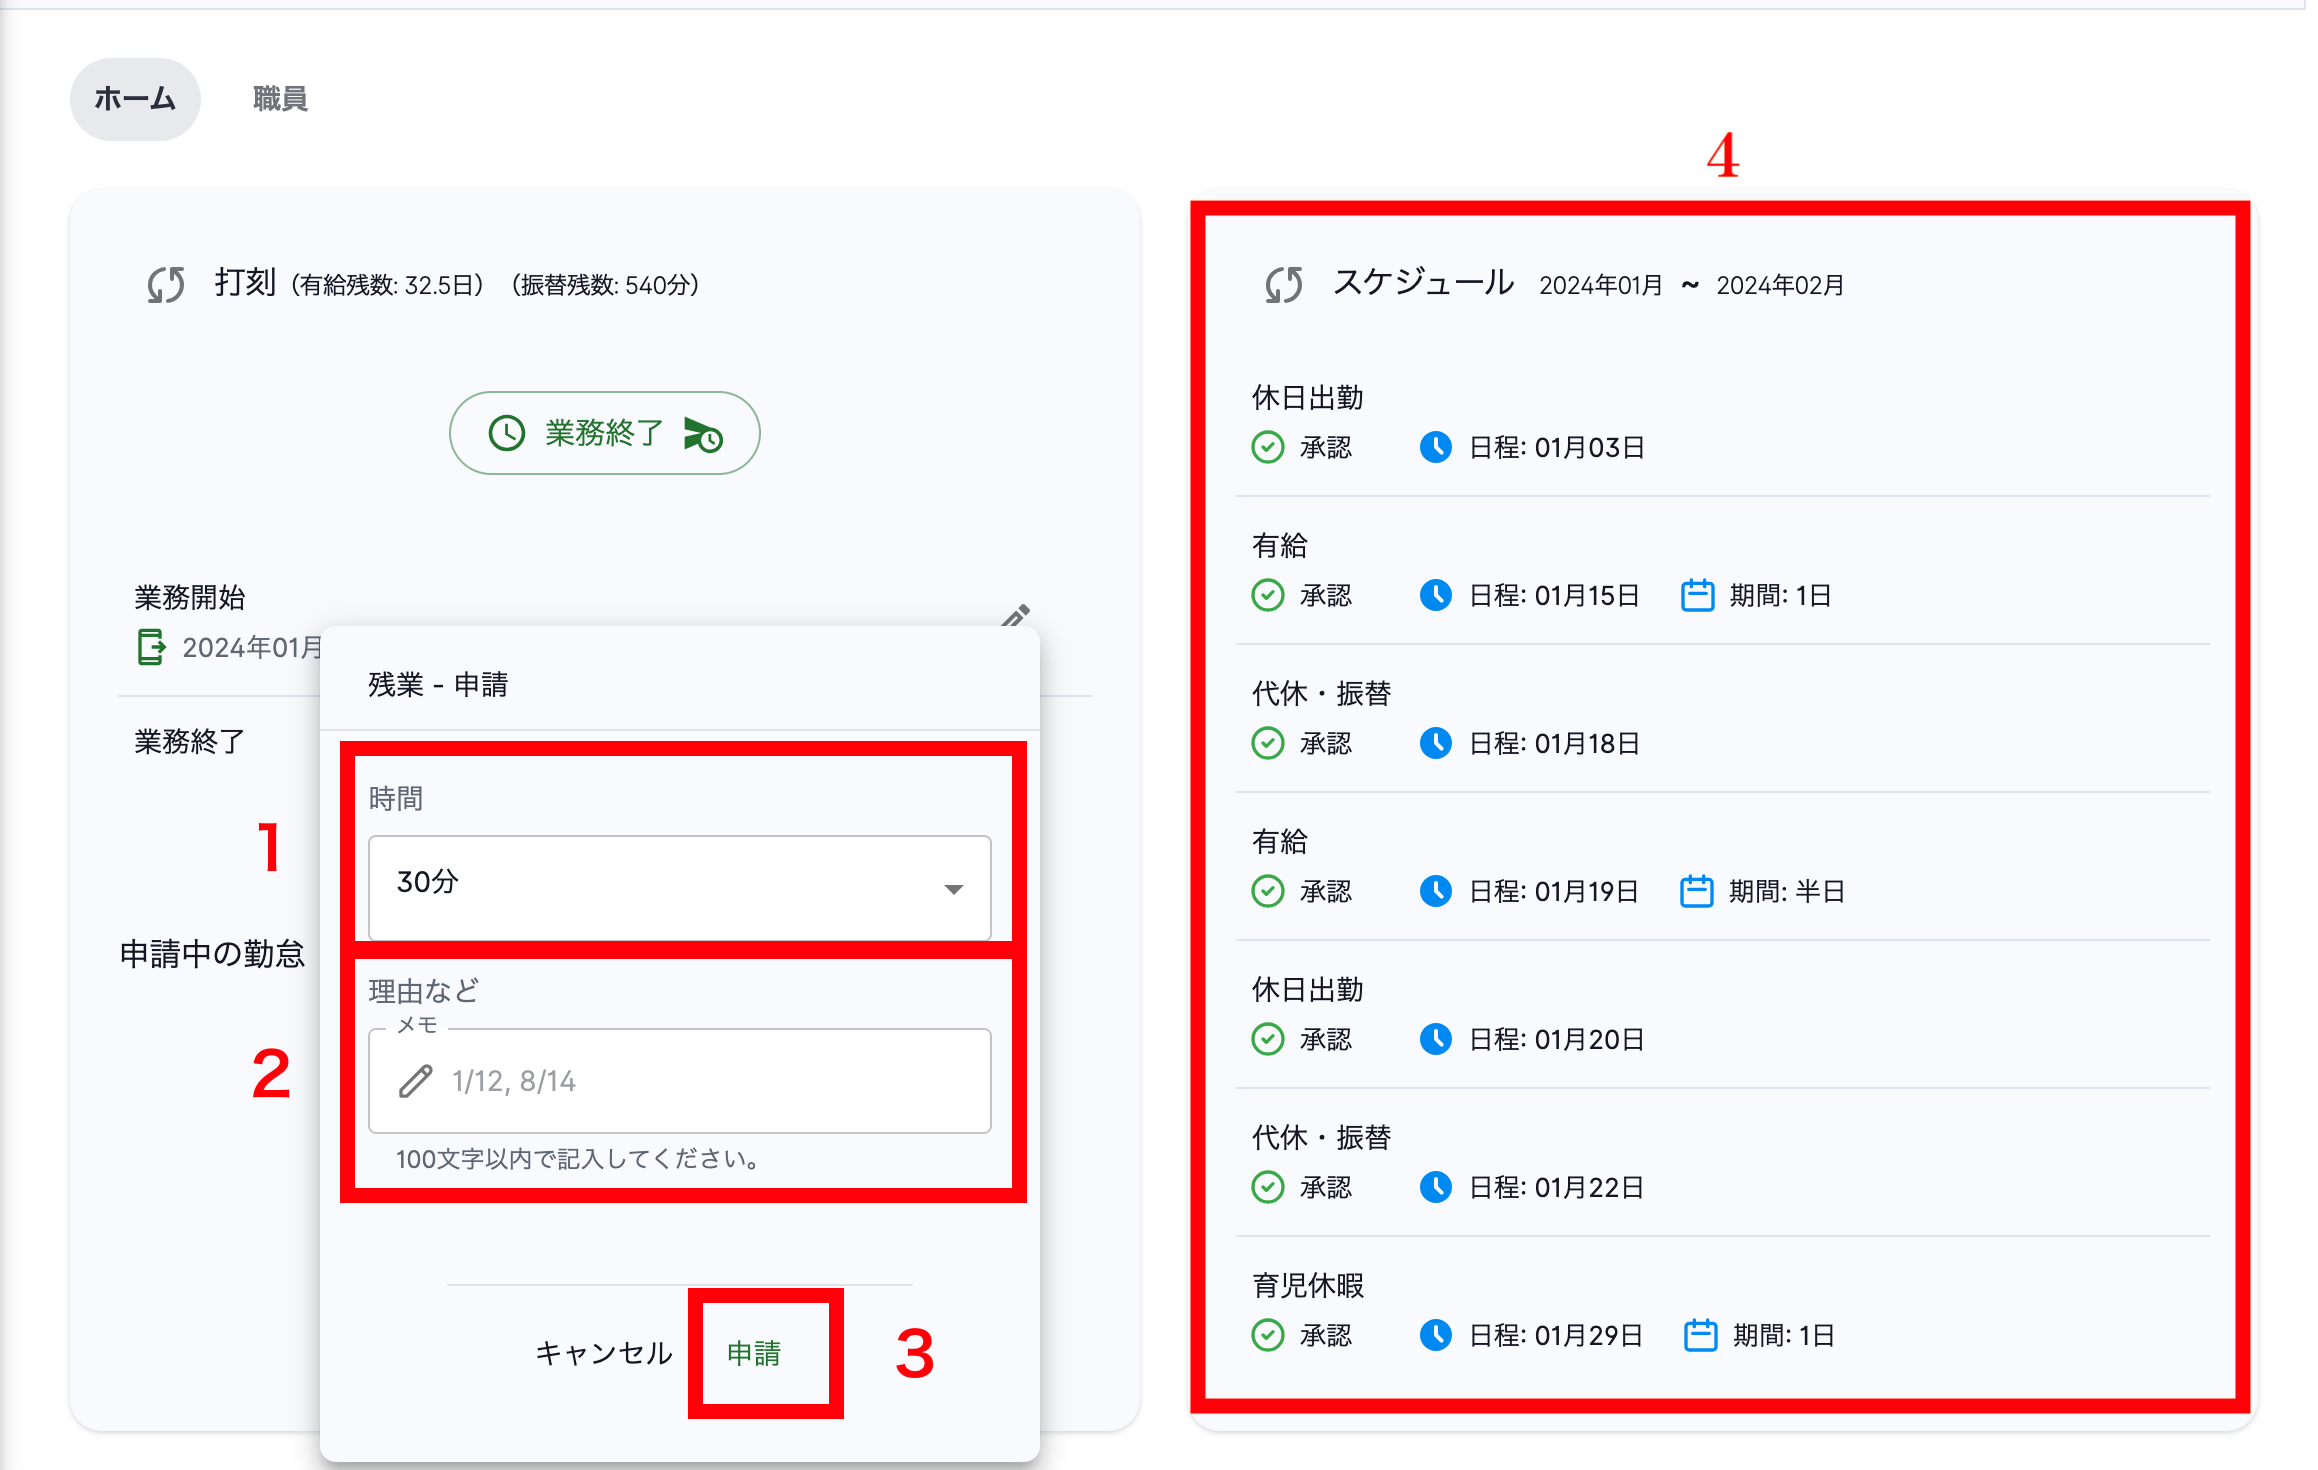 ホーム
職員
打刻 (有給残数: 32.5日) (振替残数: 540分)
業務終了
業務開始
2024年01月
業務終了
申請中の勤怠
残業 - 申請
1
時間
30分
2
理由など
メモ
1/12, 8/14
100文字以内で記入してください。
キャンセル
申請
3
4
スケジュール 2024年01月 ~ 2024年02月
休日出勤
承認 日程: 01月03日
有給
承認 日程: 01月15日 期間: 1日
代休・振替
承認 日程: 01月18日
有給
承認 日程: 01月19日 期間: 半日
休日出勤
承認 日程: 01月20日
代休・振替
承認 日程: 01月22日
育児休暇
承認 日程: 01月29日 期間: 1日